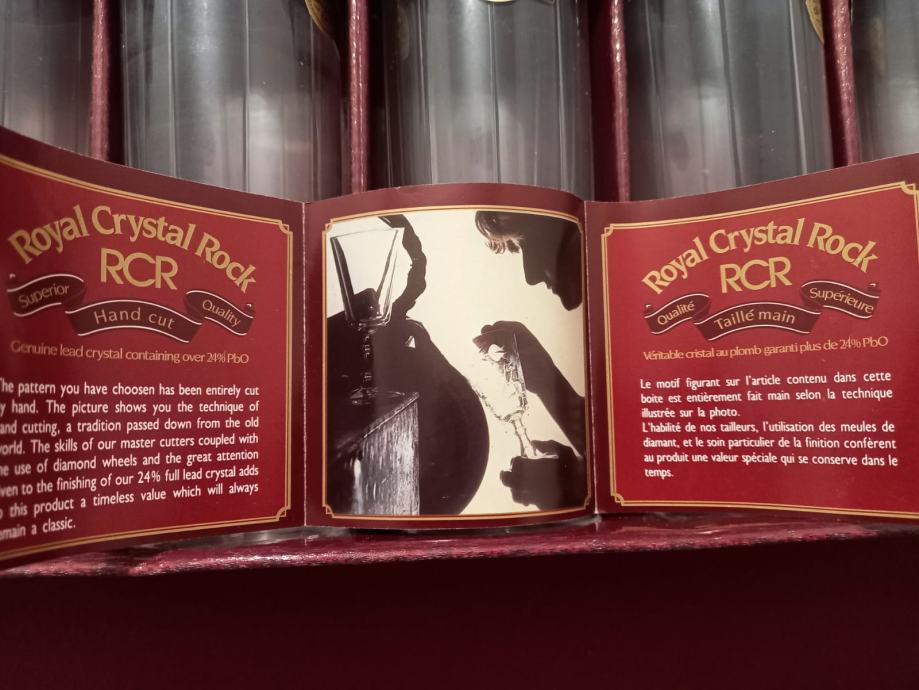 Royal Crystal Rock
RCR
Superior
Hand cut
Quality
Genuine lead crystal containing over 24% PbO
he pattern you have choosen has been entirely cut
y hand. The picture shows you the technique of
and cutting, a tradition passed down from the old
world. The skills of our master cutters coupled with
he use of diamond wheels and the great attention
ven to the finishing of our 24% full lead crystal adds
o this product a timeless value which will always
emain a classic.
Royal Crystal Rock
RCR
Qualité
Taillé main
Supérieure
Véritable cristal au plomb garanti plus de 24% PbO
Le motif figurant sur l'article contenu dans cette
boite est entièrement fait main selon la technique
illustrée sur la photo.
L'habilité de nos tailleurs, l'utilisation des meules de
diamant, et le soin particulier de la finition confèrent
au produit une valeur spéciale qui se conserve dans le
temps.